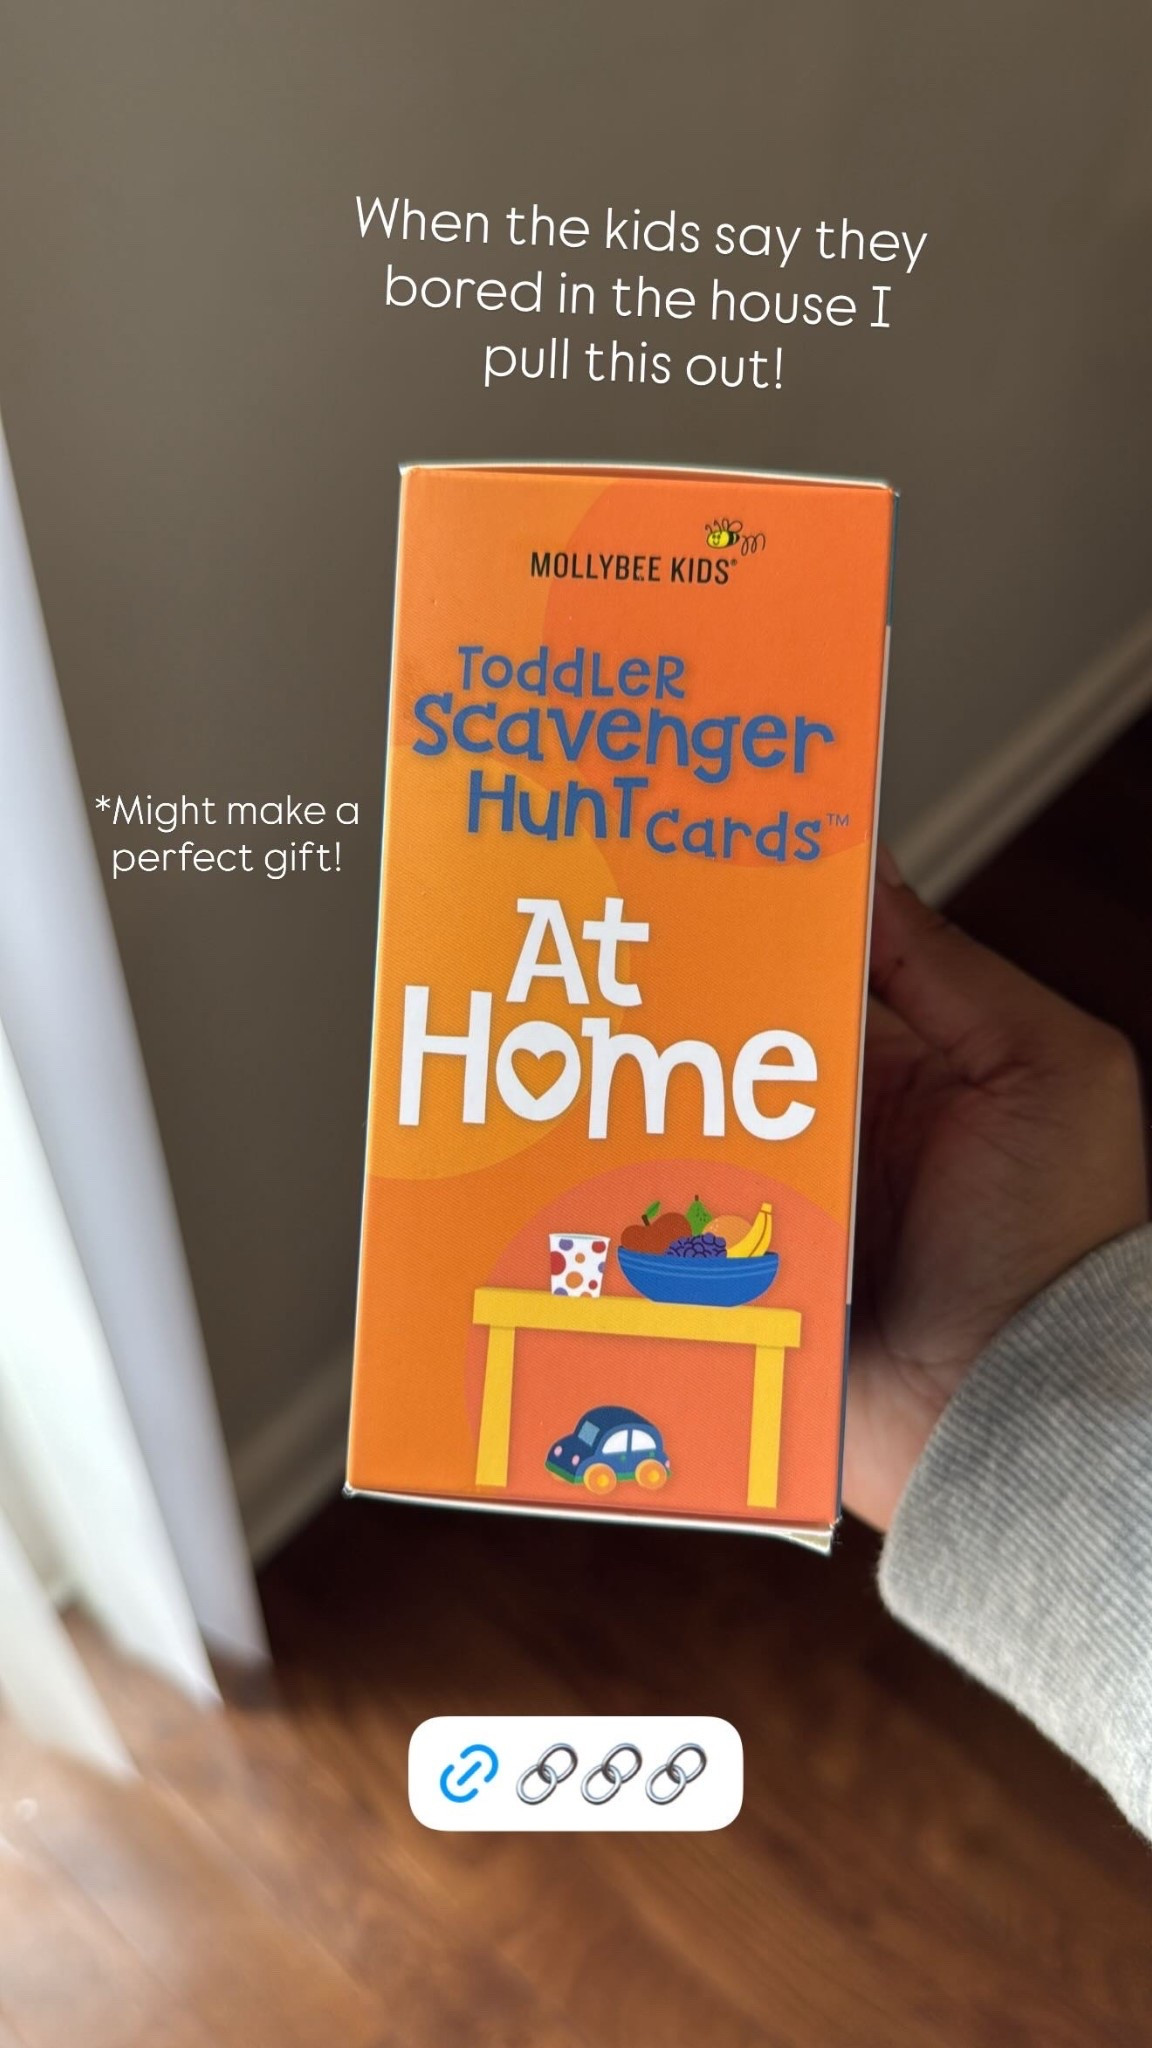 When the kids say they
bored in the house I
pull this out!
MOLLYBEE KIDS®
Toddler
Scavenger
Hunt Cards™
*Might make a
perfect gift!
At
Home